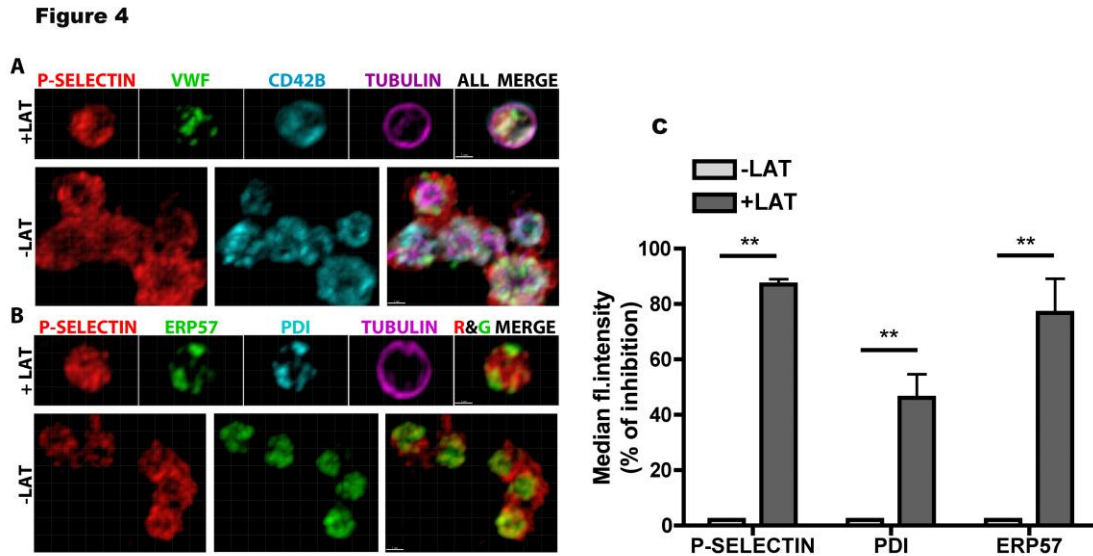 Figure 4
A
P-SELECTIN VWF CD42B TUBULIN ALL MERGE
+LAT
-LAT
B
P-SELECTIN ERP57 PDI TUBULIN R&G MERGE
+ LAT
-LAT
C
-LAT
+LAT
Median fl.intensity
(% of inhibition)
100
80
60
40
20
0
**
**
**
P-SELECTIN PDI ERP57